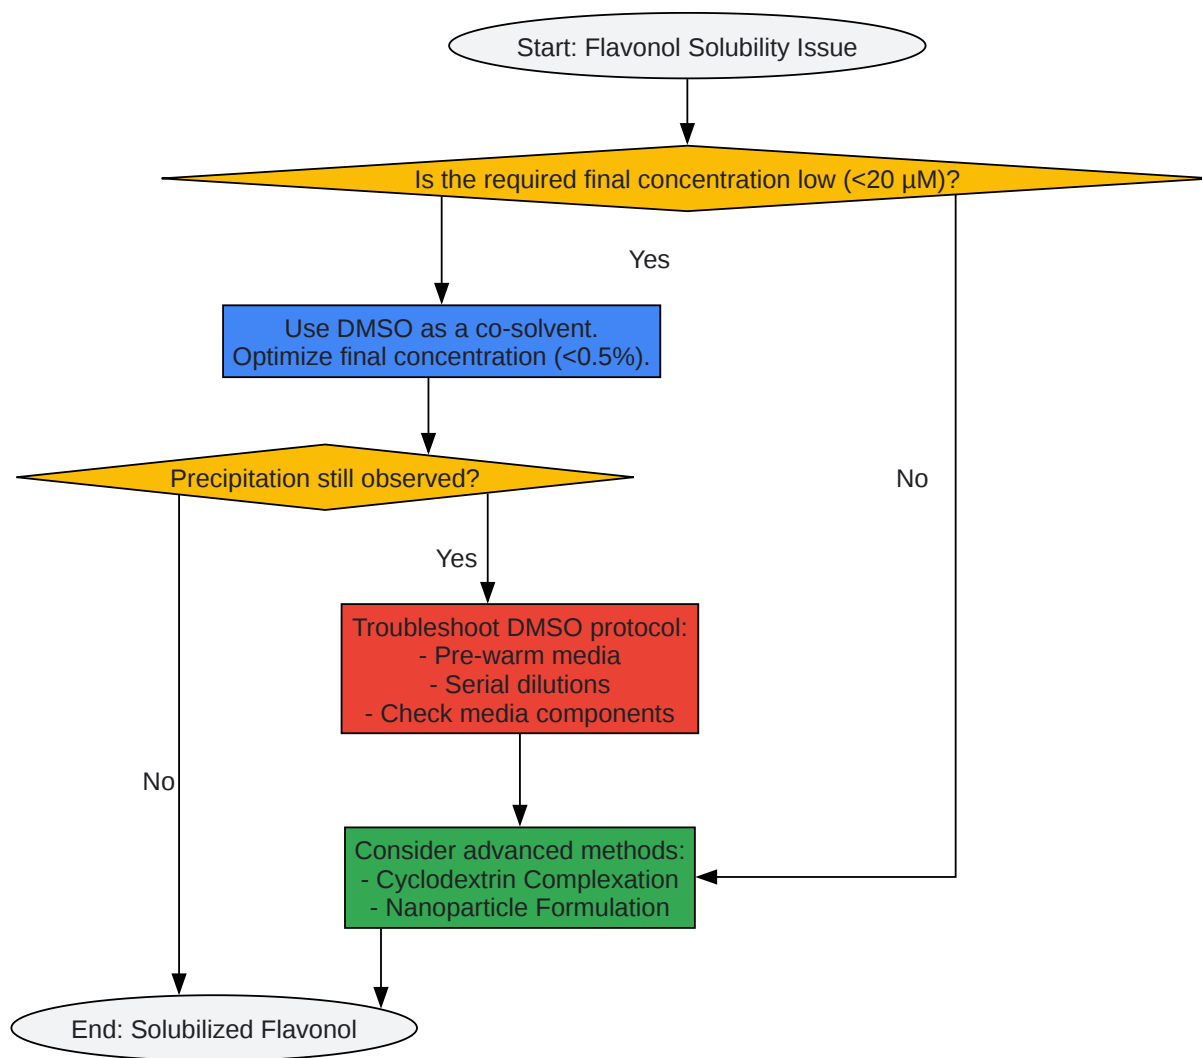 Start: Flavonol Solubility Issue
Is the required final concentration low (<20 µM)?
Yes
Use DMSO as a co-solvent.
Optimize final concentration (<0.5%).
Precipitation still observed?
No
Yes
Troubleshoot DMSO protocol:
- Pre-warm media
- Serial dilutions
- Check media components
No
Consider advanced methods:
- Cyclodextrin Complexation
- Nanoparticle Formulation
End: Solubilized Flavonol